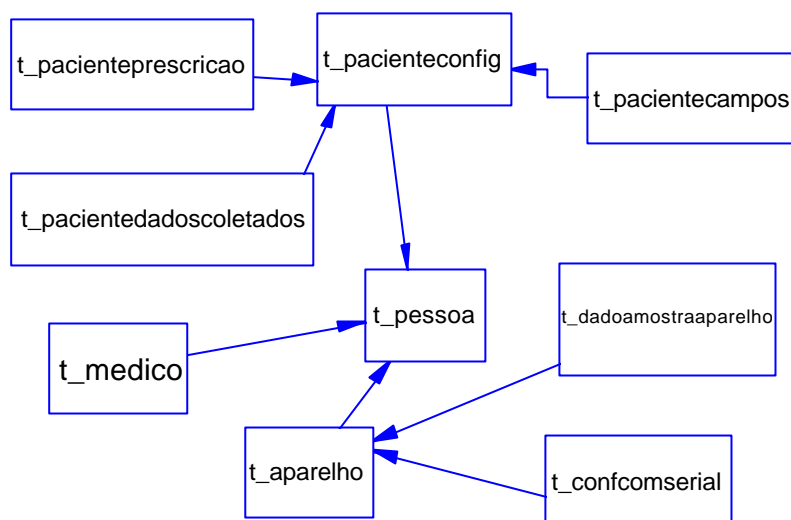 t_pacienteprescricao
t_pacienteconfig
t_pacientecampos
t_pacientedadoscoletados
t_pessoa
t_dadoamostraaparelho
t_medico
t_aparelho
t_confcomserial